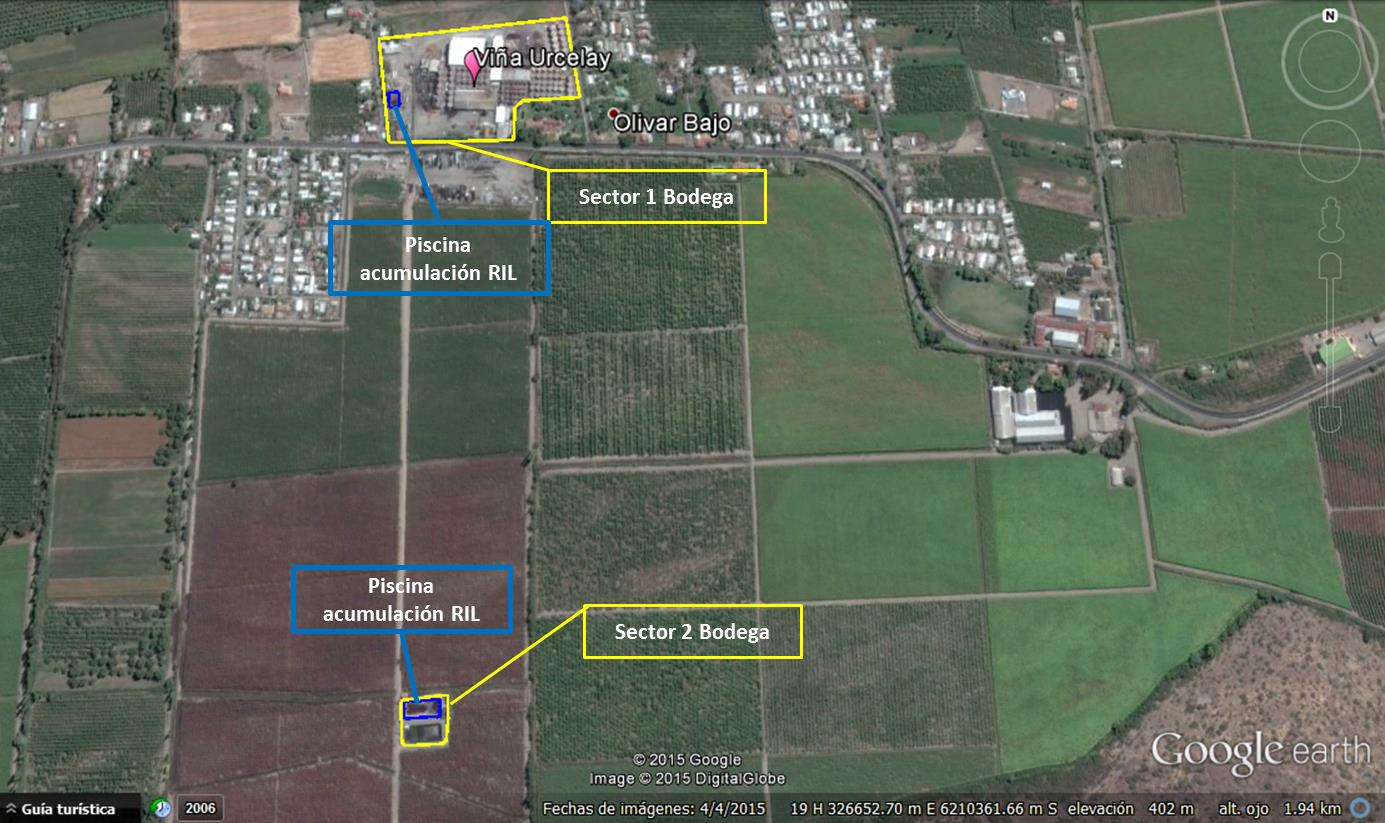 N
Viña Urcelay
Olivar Bajo
Sector 1 Bodega
Piscina
acumulación RIL
Piscina
acumulación RIL
Sector 2 Bodega
© 2015 Google
Image © 2015 DigitalGlobe
Google earth
Guía turística
2006
Fechas de imágenes: 4/4/2015 19 H 326652.70 m E 6210361.66 m S elevación 402 m alt. ojo 1.94 km